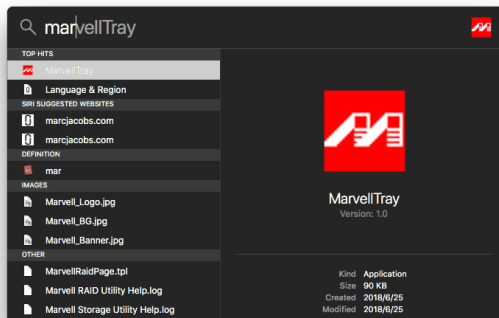 marvellTray
TOP HITS
MarvellTray
Language & Region
SIRI SUGGESTED WEBSITES
marcjacobs.com
marcjacobs.com
DEFINITION
mar
IMAGES
Marvell_Logo.jpg
Marvell_BG.jpg
Marvell_Banner.jpg
OTHER
MarvellRaidPage.tpl
Marvell RAID Utility Help.log
Marvell Storage Utility Help.log
MarvellTray
Version: 1.0
Kind Application
Size 90 KB
Created 2018/6/25
Modified 2018/6/25